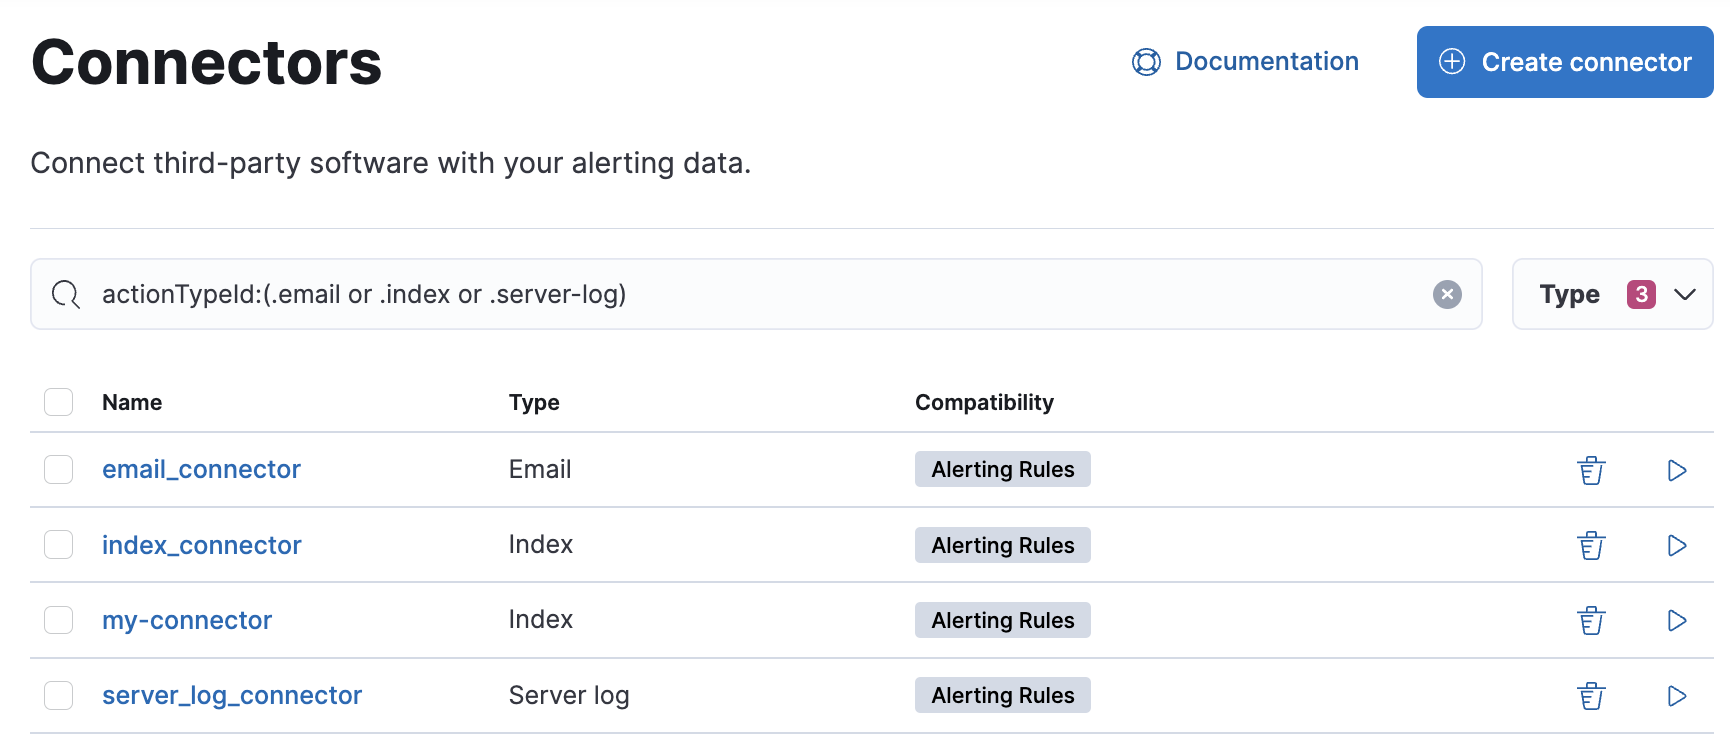 Connectors
Documentation
Create connector
Connect third-party software with your alerting data.
actionTypeId:(.email or .index or .server-log)
Type 3
Name Type Compatibility
email_connector Email Alerting Rules
index_connector Index Alerting Rules
my-connector Index Alerting Rules
server_log_connector Server log Alerting Rules